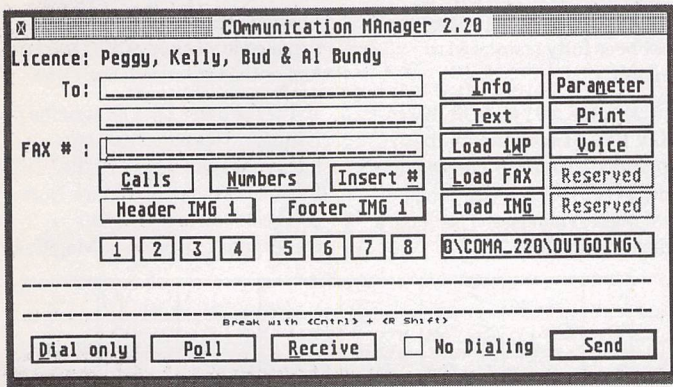 COmmunication MAnager 2.20
Licence: Peggy, Kelly, Bud & Al Bundy
To: Info Parameter
Text Print
FAX # : Load 1WP Voice
Calls Numbers Insert # Load FAX Reserved
Header IMG 1 Footer IMG 1 Load IMG Reserved
1 2 3 4 5 6 7 8 0\COMA_220\OUTGOING\
Break with <Cntrl> + <R Shift>
Dial only Poll Receive No Dialing Send